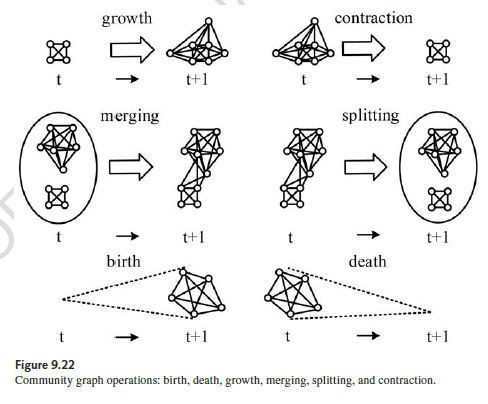 growth contraction
t t+1 t t+1
merging splitting
t t+1 t t+1
birth death
t t+1 t t+1
Figure 9.22
Community graph operations: birth, death, growth, merging, splitting, and contraction.